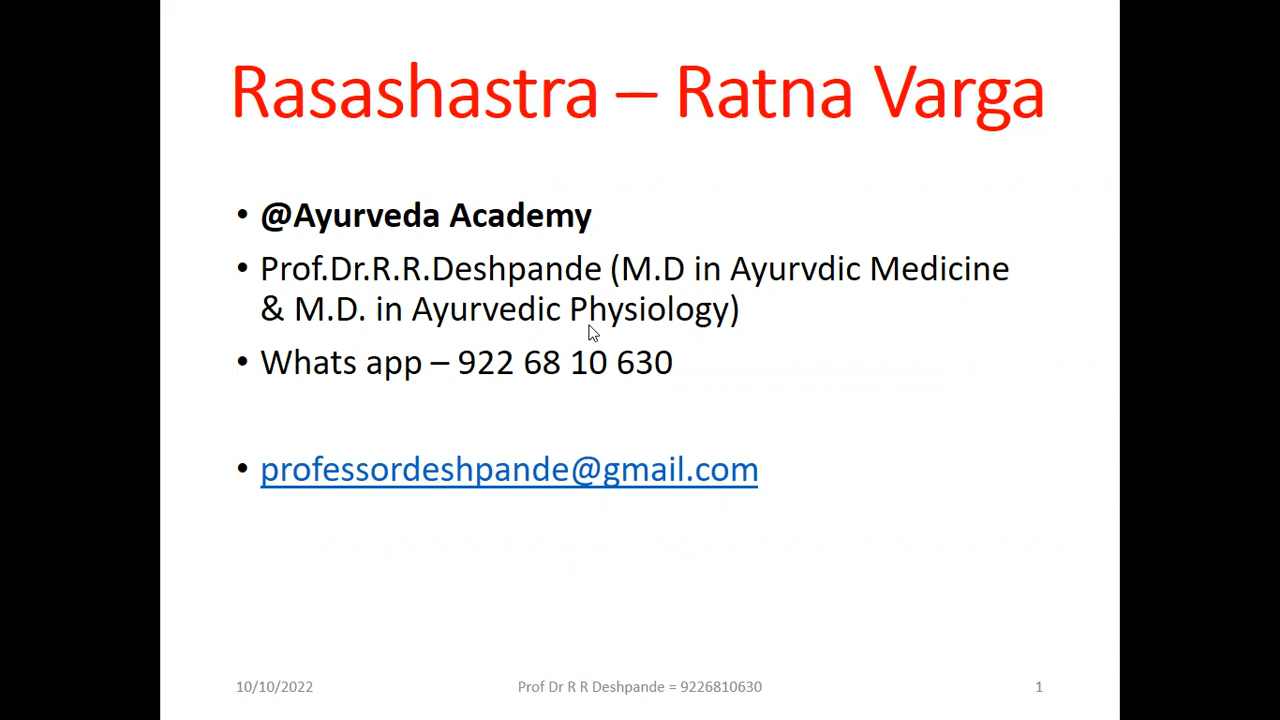 Rasashastra – Ratna Varga
• @Ayurveda Academy
• Prof.Dr.R.R.Deshpande (M.D in Ayurvdic Medicine
& M.D. in Ayurvedic Physiology)
• Whats app – 922 68 10 630
• professordeshpande@gmail.com
10/10/2022
Prof Dr R R Deshpande = 9226810630
1